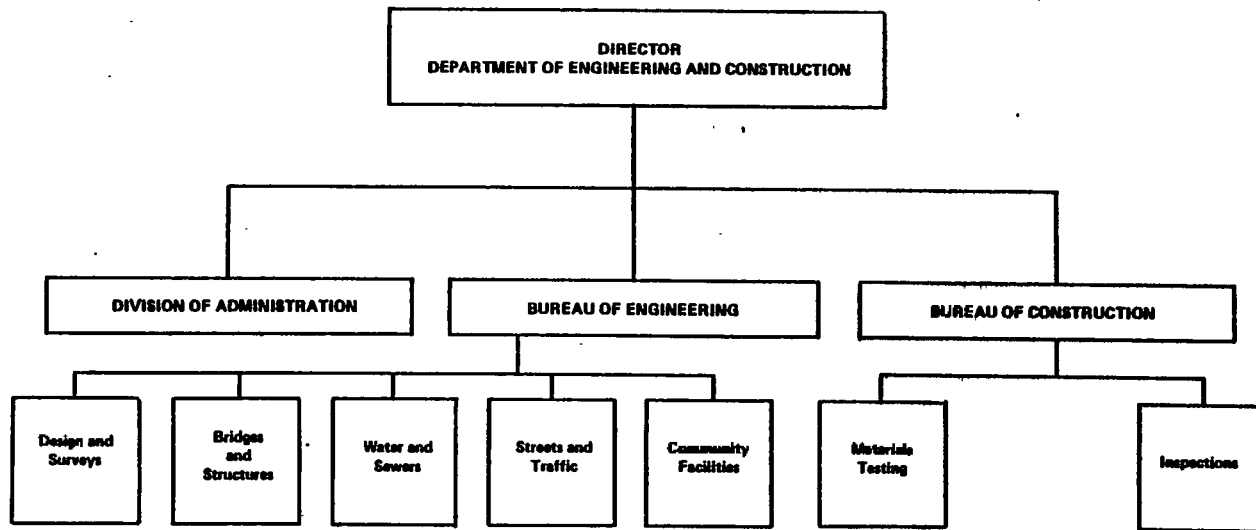 DIRECTOR
DEPARTMENT OF ENGINEERING AND CONSTRUCTION
DIVISION OF ADMINISTRATION
BUREAU OF ENGINEERING
BUREAU OF CONSTRUCTION
Design and
Surveys
Bridges
and
Structures
Water and
Sewers
Streets and
Traffic
Community
Facilities
Materials
Testing
Inspections